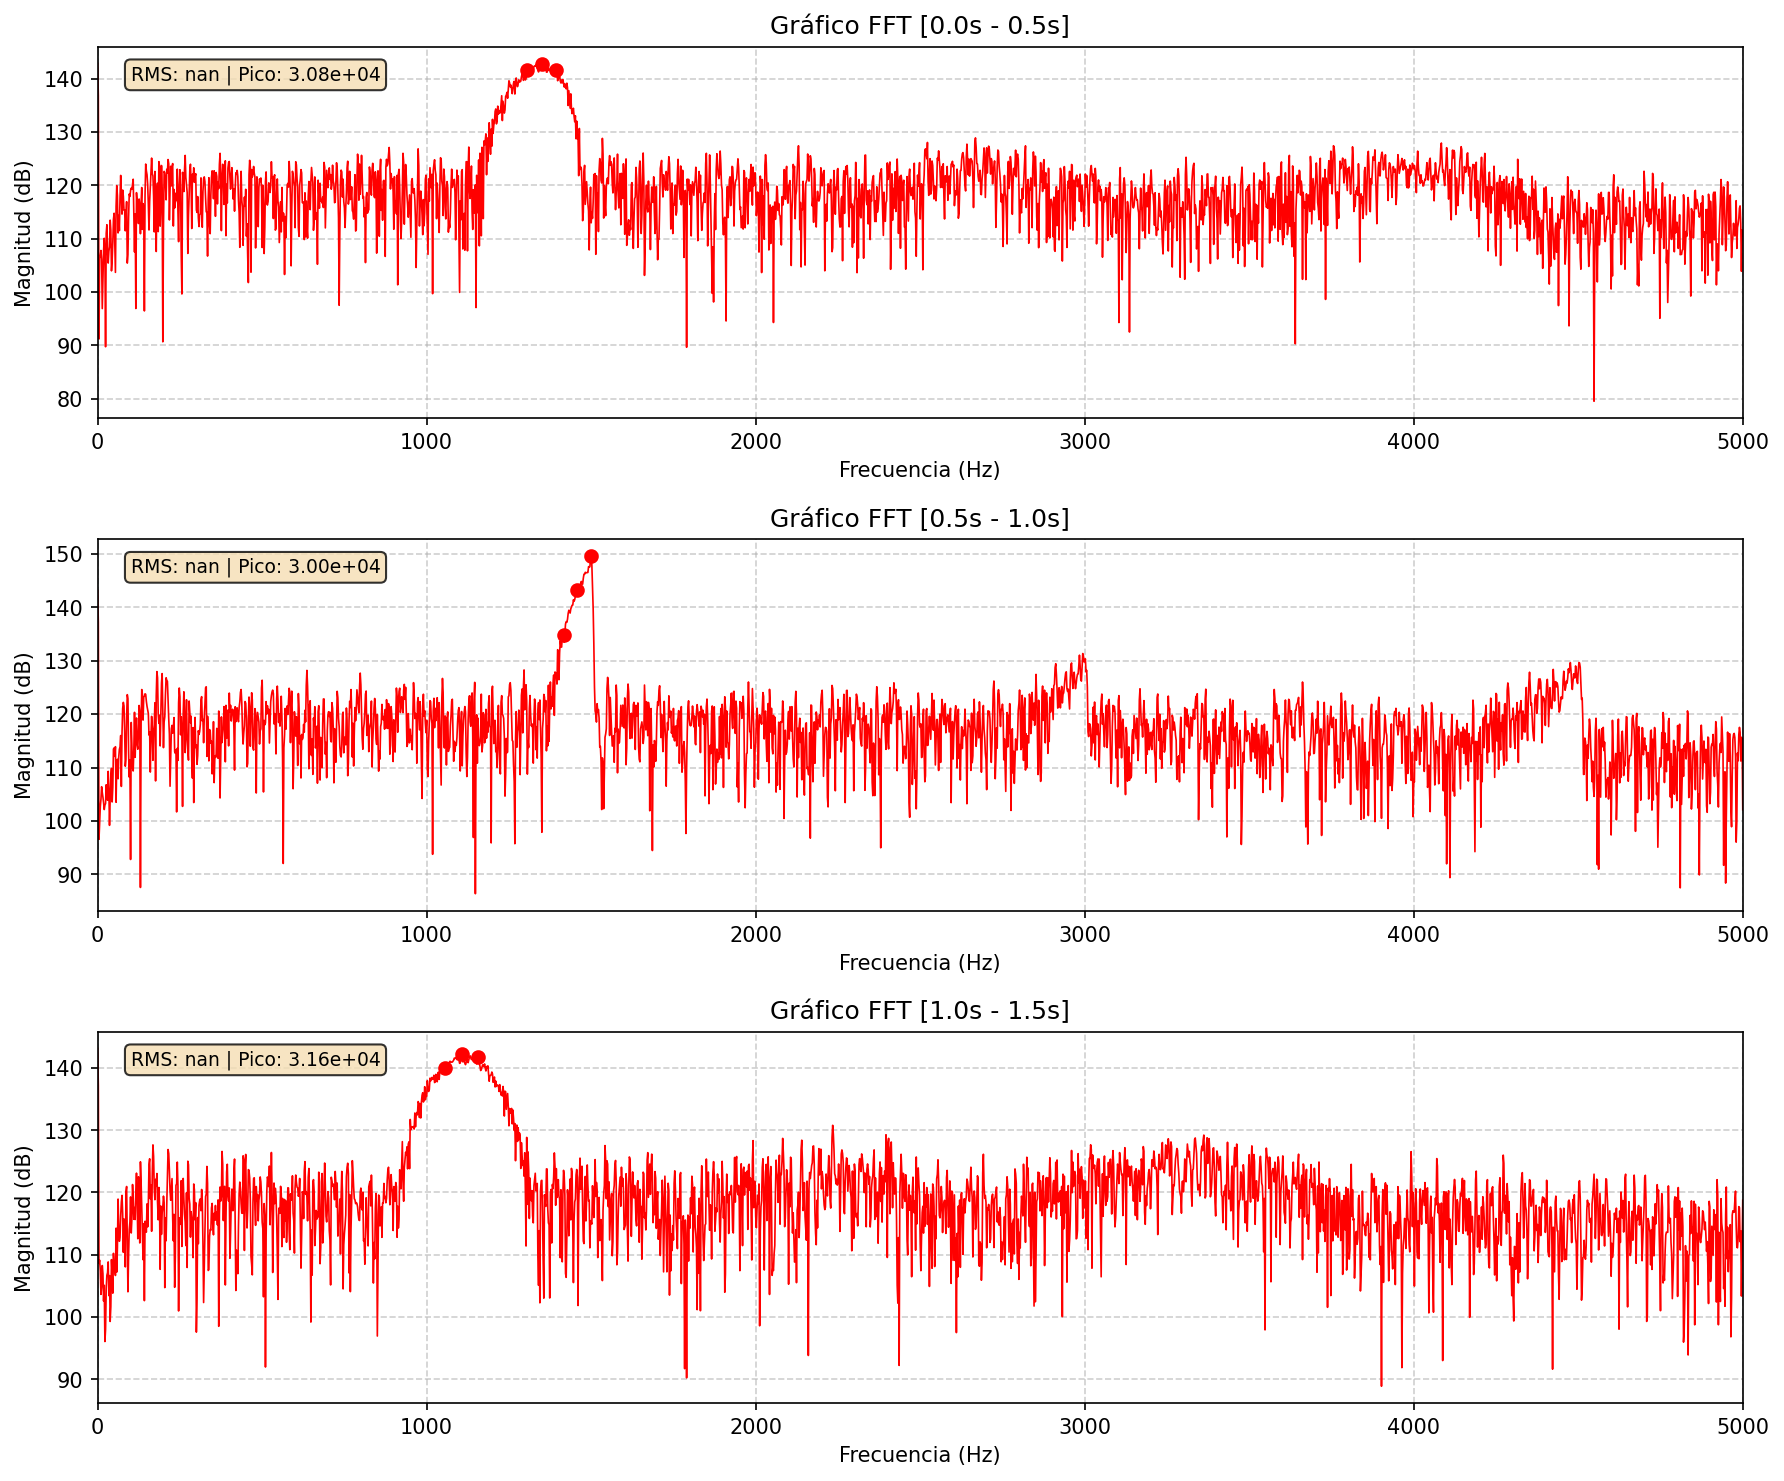 Gráfico FFT [0.0s - 0.5s]
RMS: nan | Pico: 3.08e+04
Magnitud (dB)
140
130
120
110
100
90
80
0 1000 2000 3000 4000 5000
Frecuencia (Hz)
Gráfico FFT [0.5s - 1.0s]
RMS: nan | Pico: 3.00e+04
Magnitud (dB)
150
140
130
120
110
100
90
0 1000 2000 3000 4000 5000
Frecuencia (Hz)
Gráfico FFT [1.0s - 1.5s]
RMS: nan | Pico: 3.16e+04
Magnitud (dB)
140
130
120
110
100
90
0 1000 2000 3000 4000 5000
Frecuencia (Hz)